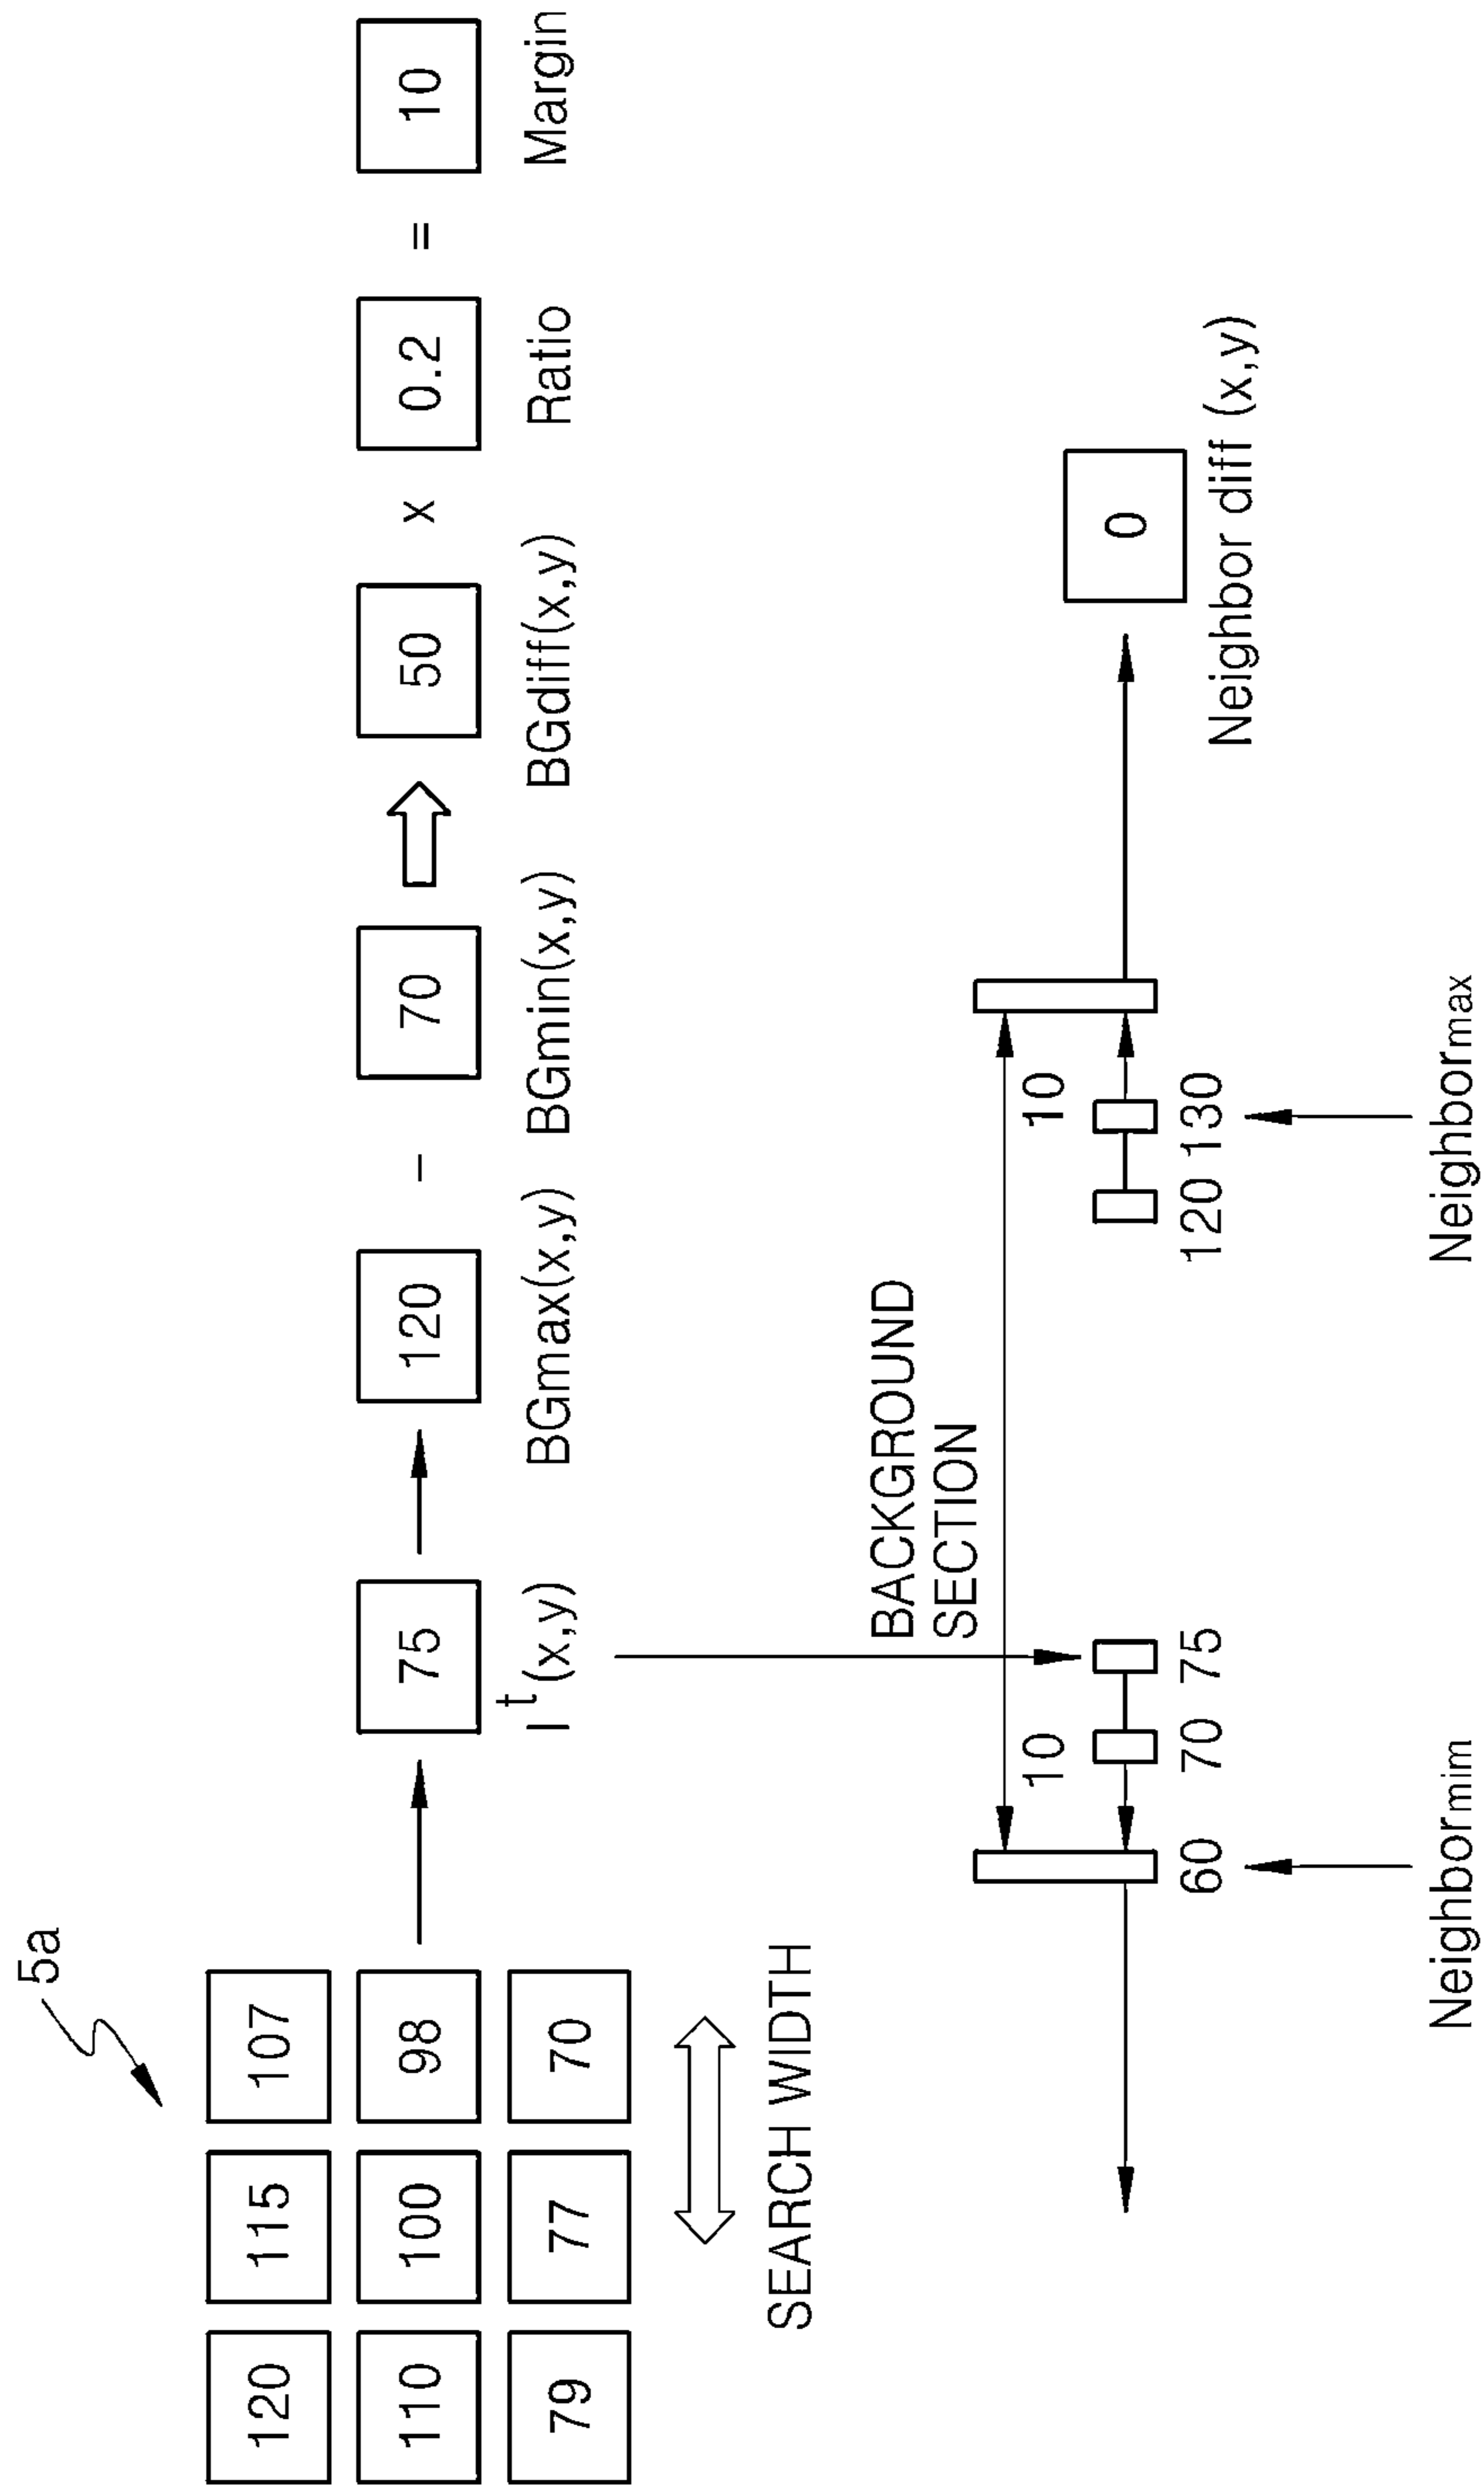 5a
120 115 107
110 100 98
79 77 70
SEARCH WIDTH
75
I^t(x,y)
120
BGmax(x,y)
–
70
BGmin(x,y)
50
BGdiff(x,y)
x
0.2
Ratio
=
10
Margin
BACKGROUND
SECTION
10
10
60 70 75
120 130
Neighbormim
Neighbormax
0
Neighbor diff (x,y)